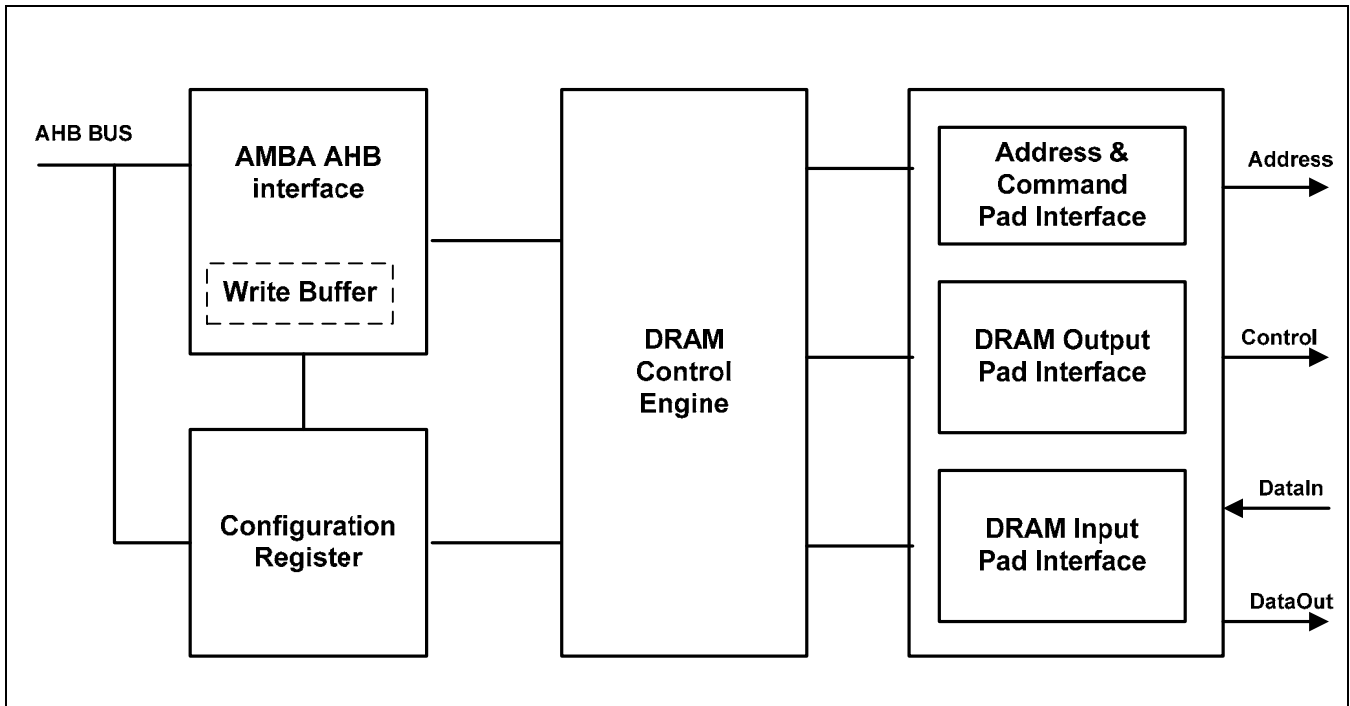 AHB BUS
AMBA AHB
interface
Write Buffer
Configuration
Register
DRAM
Control
Engine
Address &
Command
Pad Interface
DRAM Output
Pad Interface
DRAM Input
Pad Interface
Address
Control
DataIn
DataOut